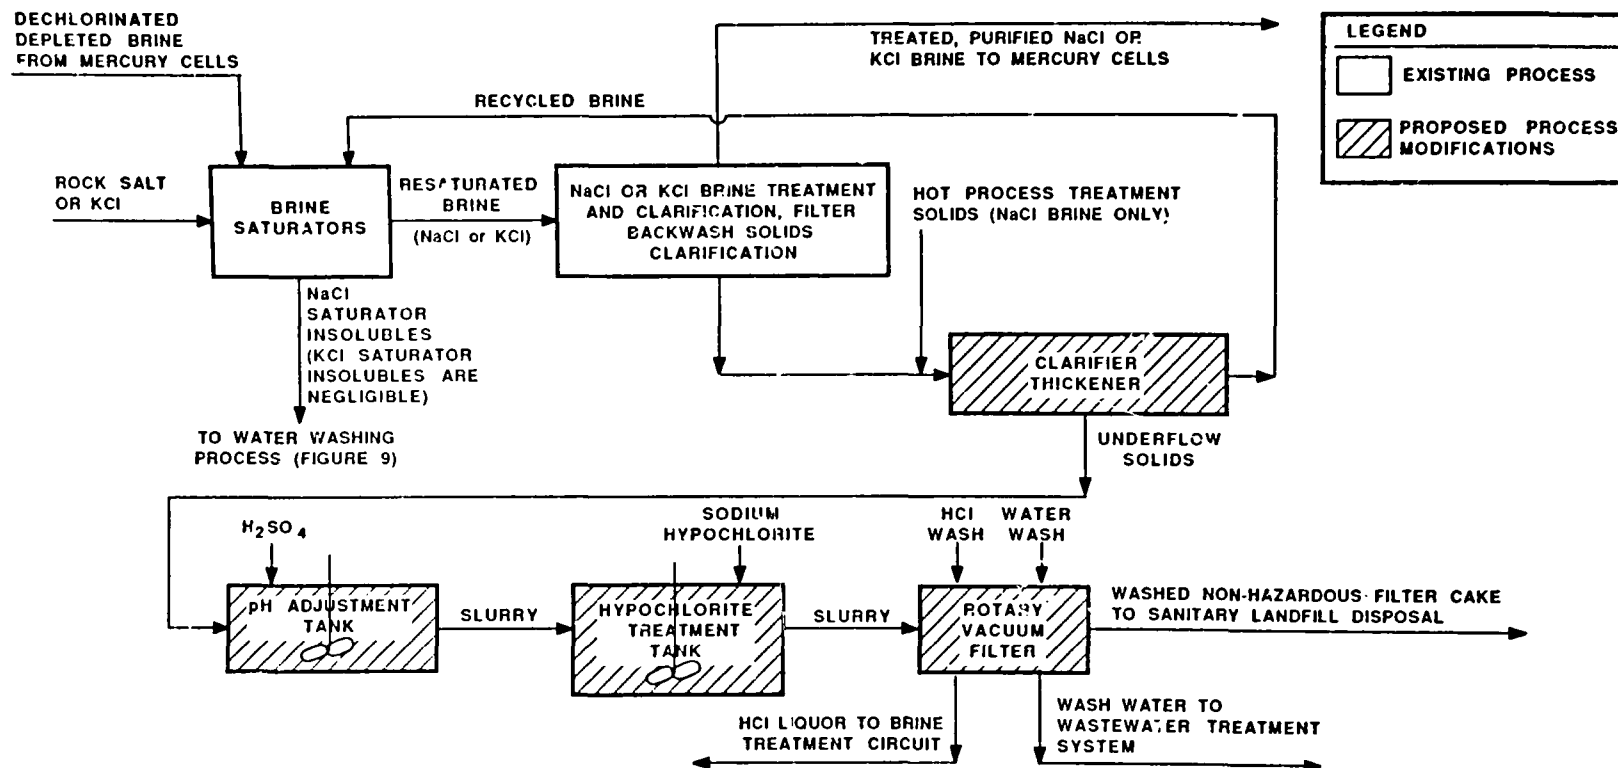 DECHLORINATED
DEPLETED BRINE
FROM MERCURY CELLS
TREATED, PURIFIED NaCl OR
KCl BRINE TO MERCURY CELLS
LEGEND
EXISTING PROCESS
PROPOSED PROCESS
MODIFICATIONS
RECYCLED BRINE
ROCK SALT
OR KCl
BRINE
SATURATORS
RESATURATED
BRINE
(NaCl or KCl)
NaCl OR KCl BRINE TREATMENT
AND CLARIFICATION, FILTER
BACKWASH SOLIDS
CLARIFICATION
HOT PROCESS TREATMENT
SOLIDS (NaCl BRINE ONLY)
NaCl
SATURATOR
INSOLUBLES
(KCl SATURATOR
INSOLUBLES ARE
NEGLIGIBLE)
CLARIFIER
THICKENER
TO WATER WASHING
PROCESS (FIGURE 9)
UNDERFLOW
SOLIDS
H₂SO₄
SODIUM
HYPOCHLORITE
HCl
WASH
WATER
WASH
pH ADJUSTMENT
TANK
SLURRY
HYPOCHLORITE
TREATMENT
TANK
SLURRY
ROTARY
VACUUM
FILTER
WASHED NON-HAZARDOUS FILTER CAKE
TO SANITARY LANDFILL DISPOSAL
HCl LIQUOR TO BRINE
TREATMENT CIRCUIT
WASH WATER TO
WASTEWATER TREATMENT
SYSTEM